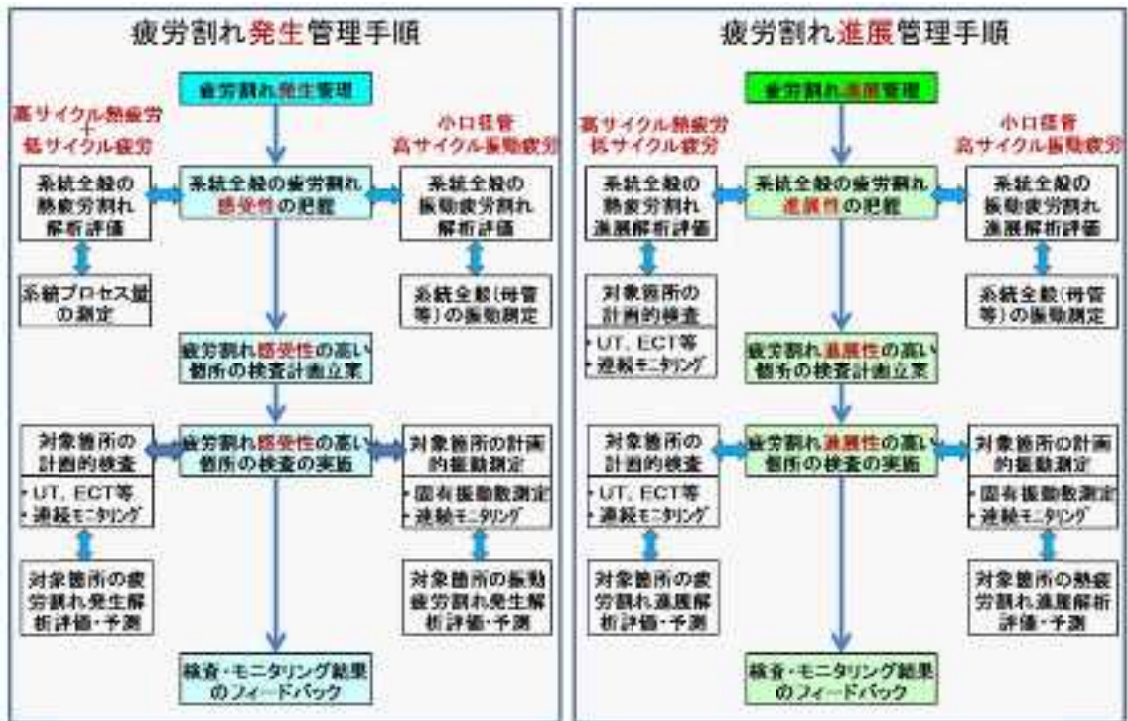 疲労割れ発生管理手順
疲労割れ発生管理
高サイクル熱疲労
+
低サイクル疲労
小口径管
高サイクル振動疲労
系統全般の
熱疲労割れ
解析評価
系統全般の疲労割れ
感受性の把握
系統全般の
振動疲労割れ
解析評価
系統プロセス量
の測定
系統全般(母管
等)の振動測定
疲労割れ感受性の高い
個所の検査計画立案
対象箇所の
計画的検査
・UT, ECT等
・連続モニタリング
疲労割れ感受性の高い
個所の検査の実施
対象箇所の計画
的振動測定
・固有振動数測定
・連続モニタリング
対象箇所の疲
労割れ発生解
析評価・予測
対象箇所の振動
疲労割れ発生解
析評価・予測
検査・モニタリング結果
のフィードバック
疲労割れ進展管理手順
疲労割れ進展管理
高サイクル熱疲労
低サイクル疲労
小口径管
高サイクル振動疲労
系統全般の
熱疲労割れ
進展解析評価
系統全般の疲労割れ
進展性の把握
系統全般の
振動疲労割れ
進展解析評価
対象箇所の
計画的検査
・UT, ECT等
・連続モニタリング
系統全般(母管
等)の振動測定
疲労割れ進展性の高い
個所の検査計画立案
対象箇所の
計画的検査
・UT, ECT等
・連続モニタリング
疲労割れ進展性の高い
個所の検査の実施
対象箇所の計画
的振動測定
・固有振動数測定
・連続モニタリング
対象箇所の疲
労割れ進展解
析評価・予測
対象箇所の熱疲
労割れ進展解析
評価・予測
検査・モニタリング結果
のフィードバック